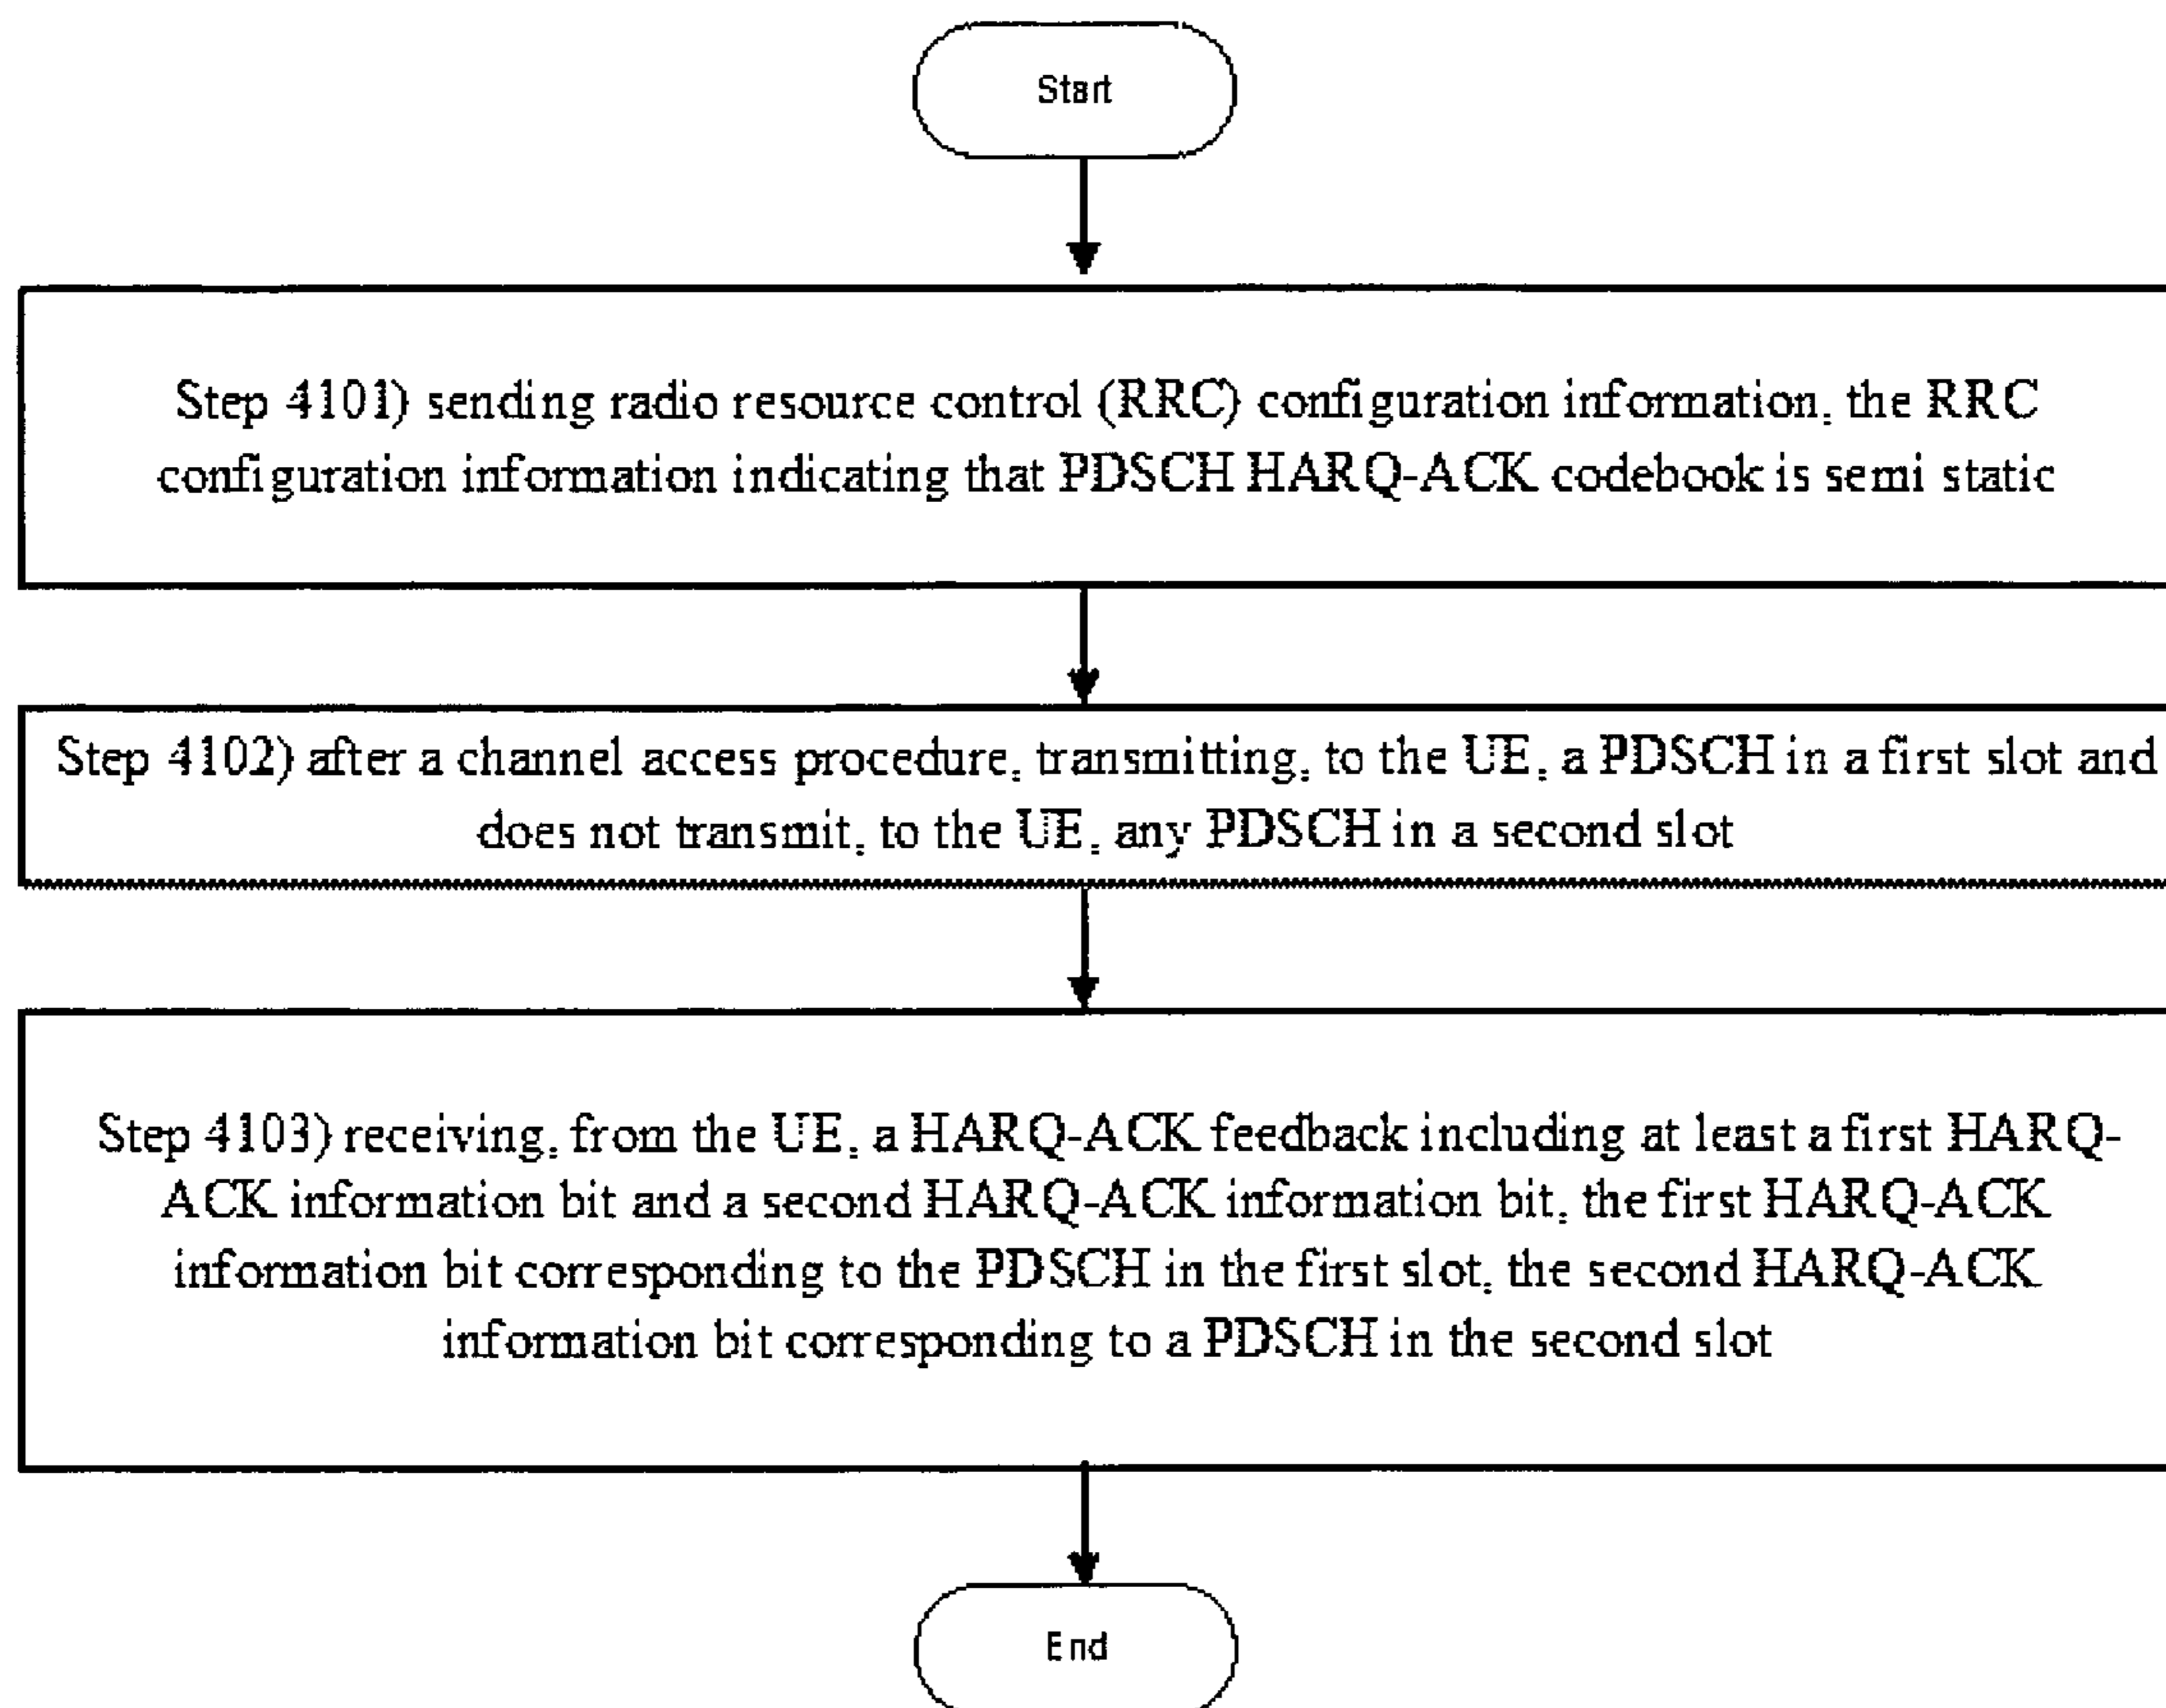 Start
Step 4101) sending radio resource control (RRC) configuration information, the RRC
configuration information indicating that PDSCH HARQ-ACK codebook is semi static
Step 4102) after a channel access procedure, transmitting, to the UE, a PDSCH in a first slot and
does not transmit, to the UE, any PDSCH in a second slot
Step 4103) receiving, from the UE, a HARQ-ACK feedback including at least a first HARQ-
ACK information bit and a second HARQ-ACK information bit, the first HARQ-ACK
information bit corresponding to the PDSCH in the first slot, the second HARQ-ACK
information bit corresponding to a PDSCH in the second slot
End